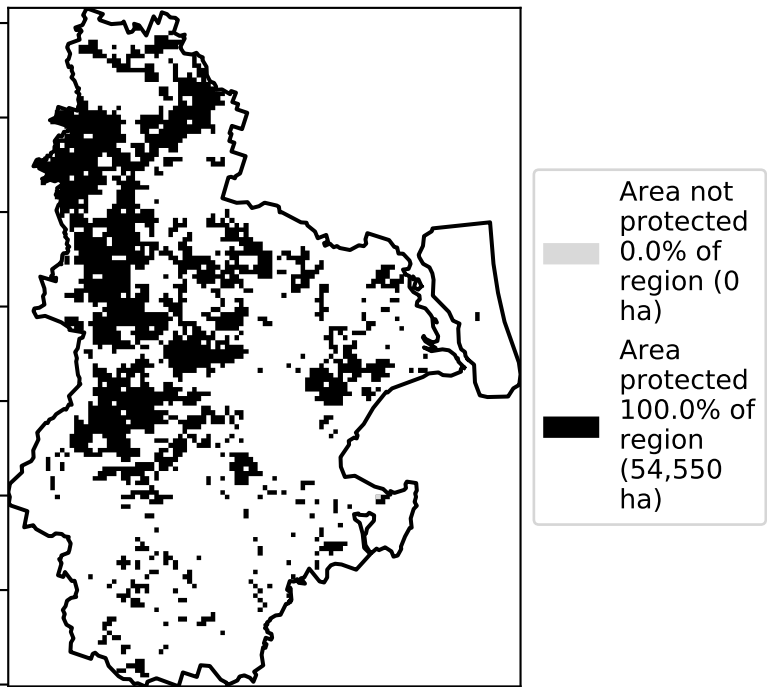 Area not
protected
0.0% of
region (0
ha)
Area
protected
100.0% of
region
(54,550
ha)